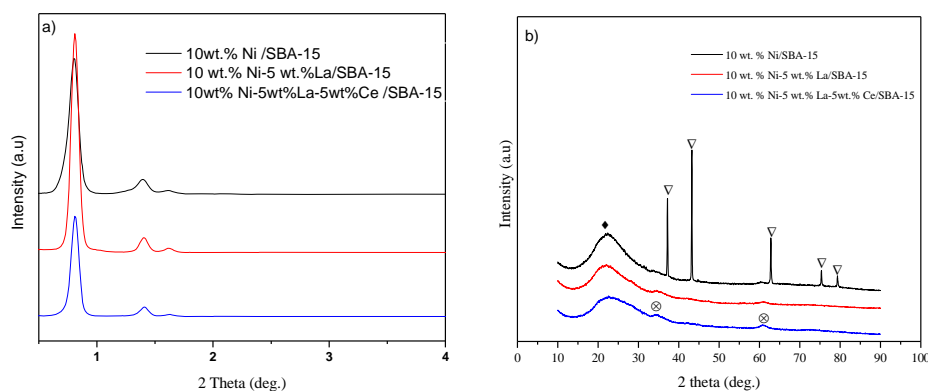 a)
10wt.% Ni /SBA-15
10 wt.% Ni-5 wt.%La/SBA-15
10wt% Ni-5wt%La-5wt%Ce /SBA-15
Intensity (a.u)
1 2 3 4
2 Theta (deg.)
b)
10 wt. % Ni/SBA-15
10 wt. % Ni-5 wt.% La/SBA-15
10 wt. % Ni-5 wt.% La-5wt.% Ce/SBA-15
Intensity (a.u)
0 10 20 30 40 50 60 70 80 90 100
2 theta (deg.)